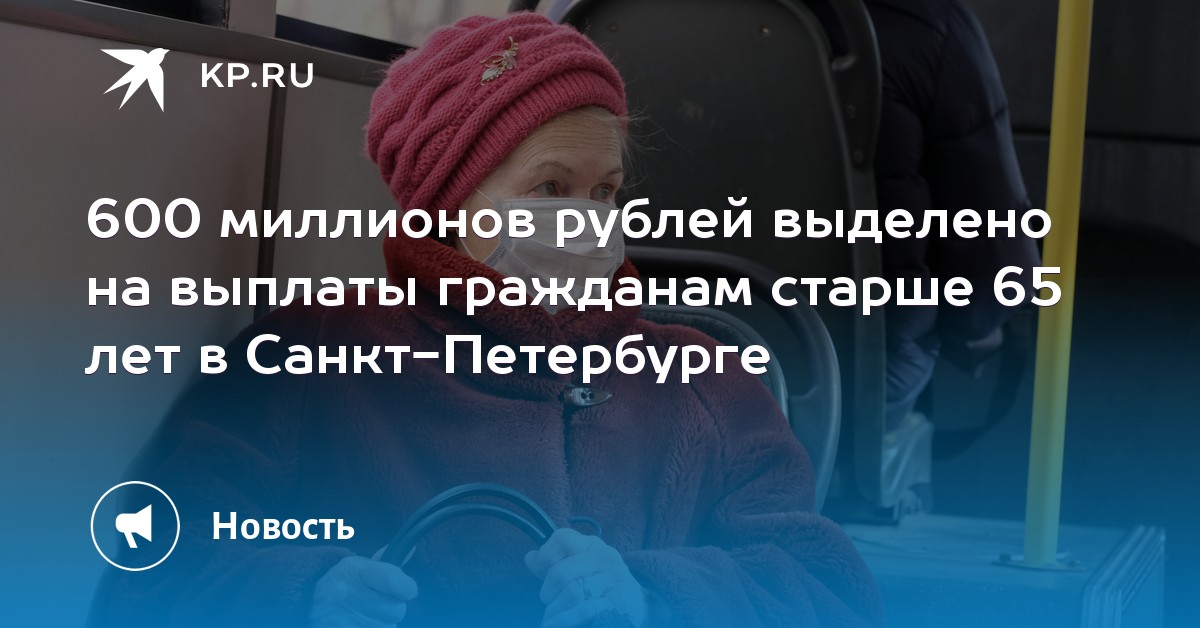 KP.RU
600 миллионов рублей выделено
на выплаты гражданам старше 65
лет в Санкт-Петербурге
Новость